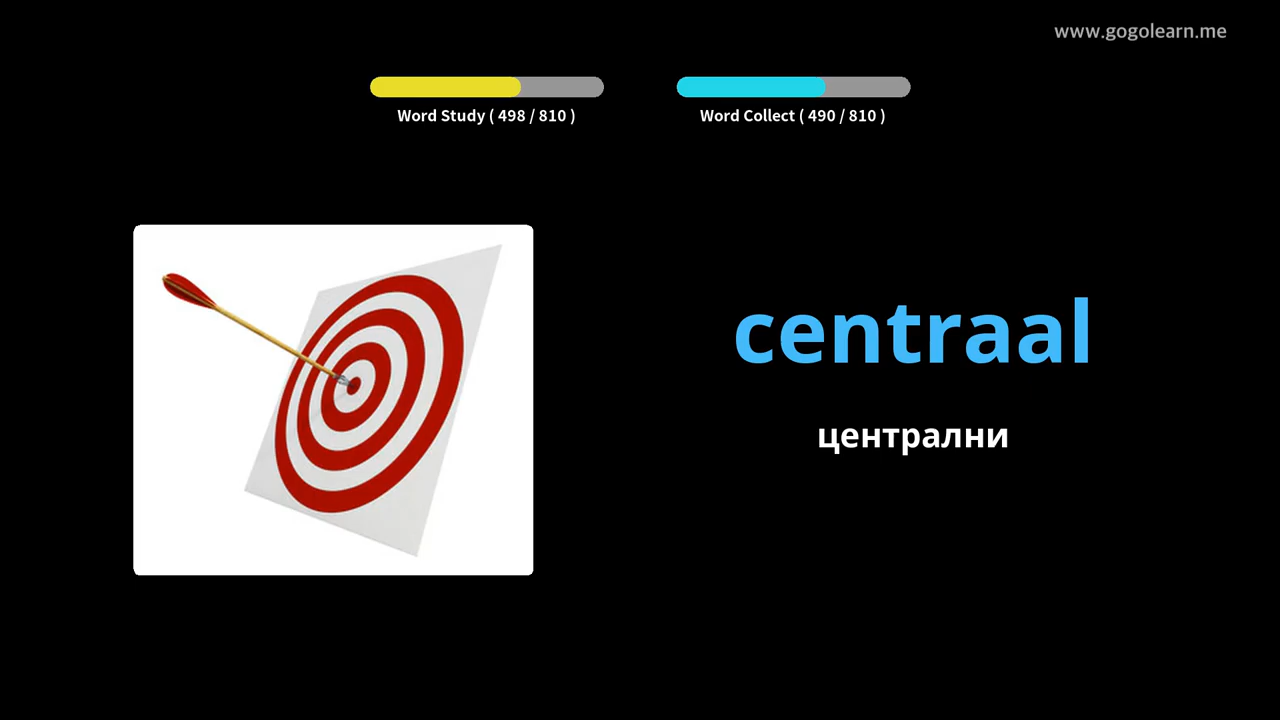 www.gogolearn.me
Word Study ( 498 / 810 )
Word Collect ( 490 / 810 )
centraal
централни